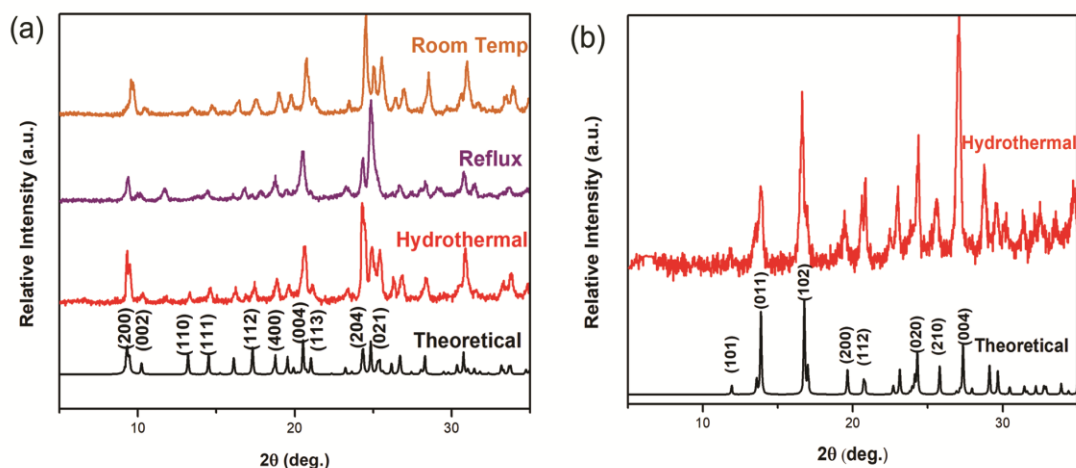 (a)
Relative Intensity (a.u.)
Room Temp
Reflux
Hydrothermal
Theoretical
(200)
(002)
(110)
(111)
(112)
(400)
(004)
(113)
(204)
(021)
10
20
30
2θ (deg.)
(b)
Relative Intensity (a.u.)
Hydrothermal
Theoretical
(101)
(011)
(102)
(200)
(112)
(020)
(210)
(004)
10
20
30
2θ (deg.)